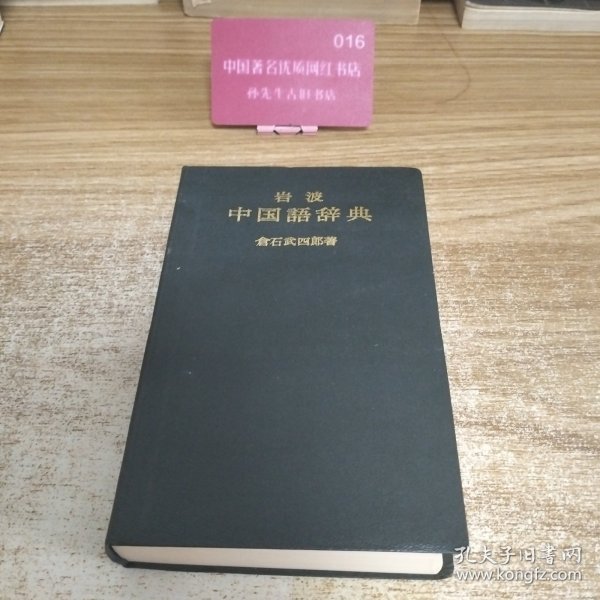 016
中国著名优质网红书店
孙先生古旧书店
岩波
中国語辞典
倉石武四郎著
孔夫子旧书网
www.kongfz.com